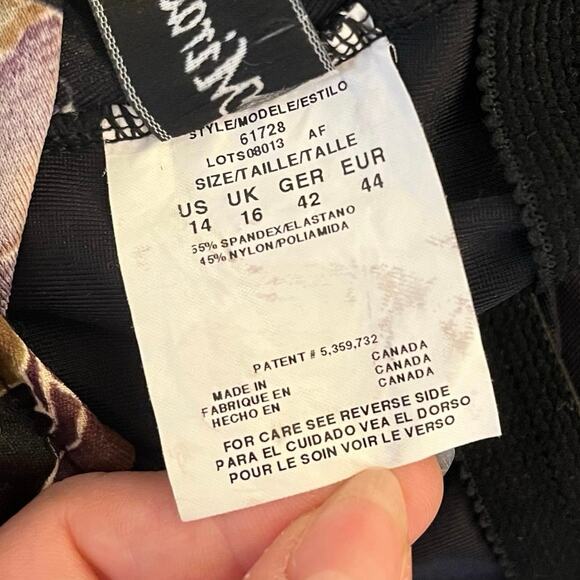 STYLE/MODELE/ESTILO
61728
LOTS08013 AF
SIZE/TAILLE/TALLE
US UK GER EUR
14 16 42 44
55% SPANDEX/ELASTANO
45% NYLON/POLIAMIDA
PATENT # 5,359,732
MADE IN CANADA
FABRIQUE EN CANADA
HECHO EN CANADA
FOR CARE SEE REVERSE SIDE
PARA EL CUIDADO VEA EL DORSO
POUR LE SOIN VOIR LE VERSO